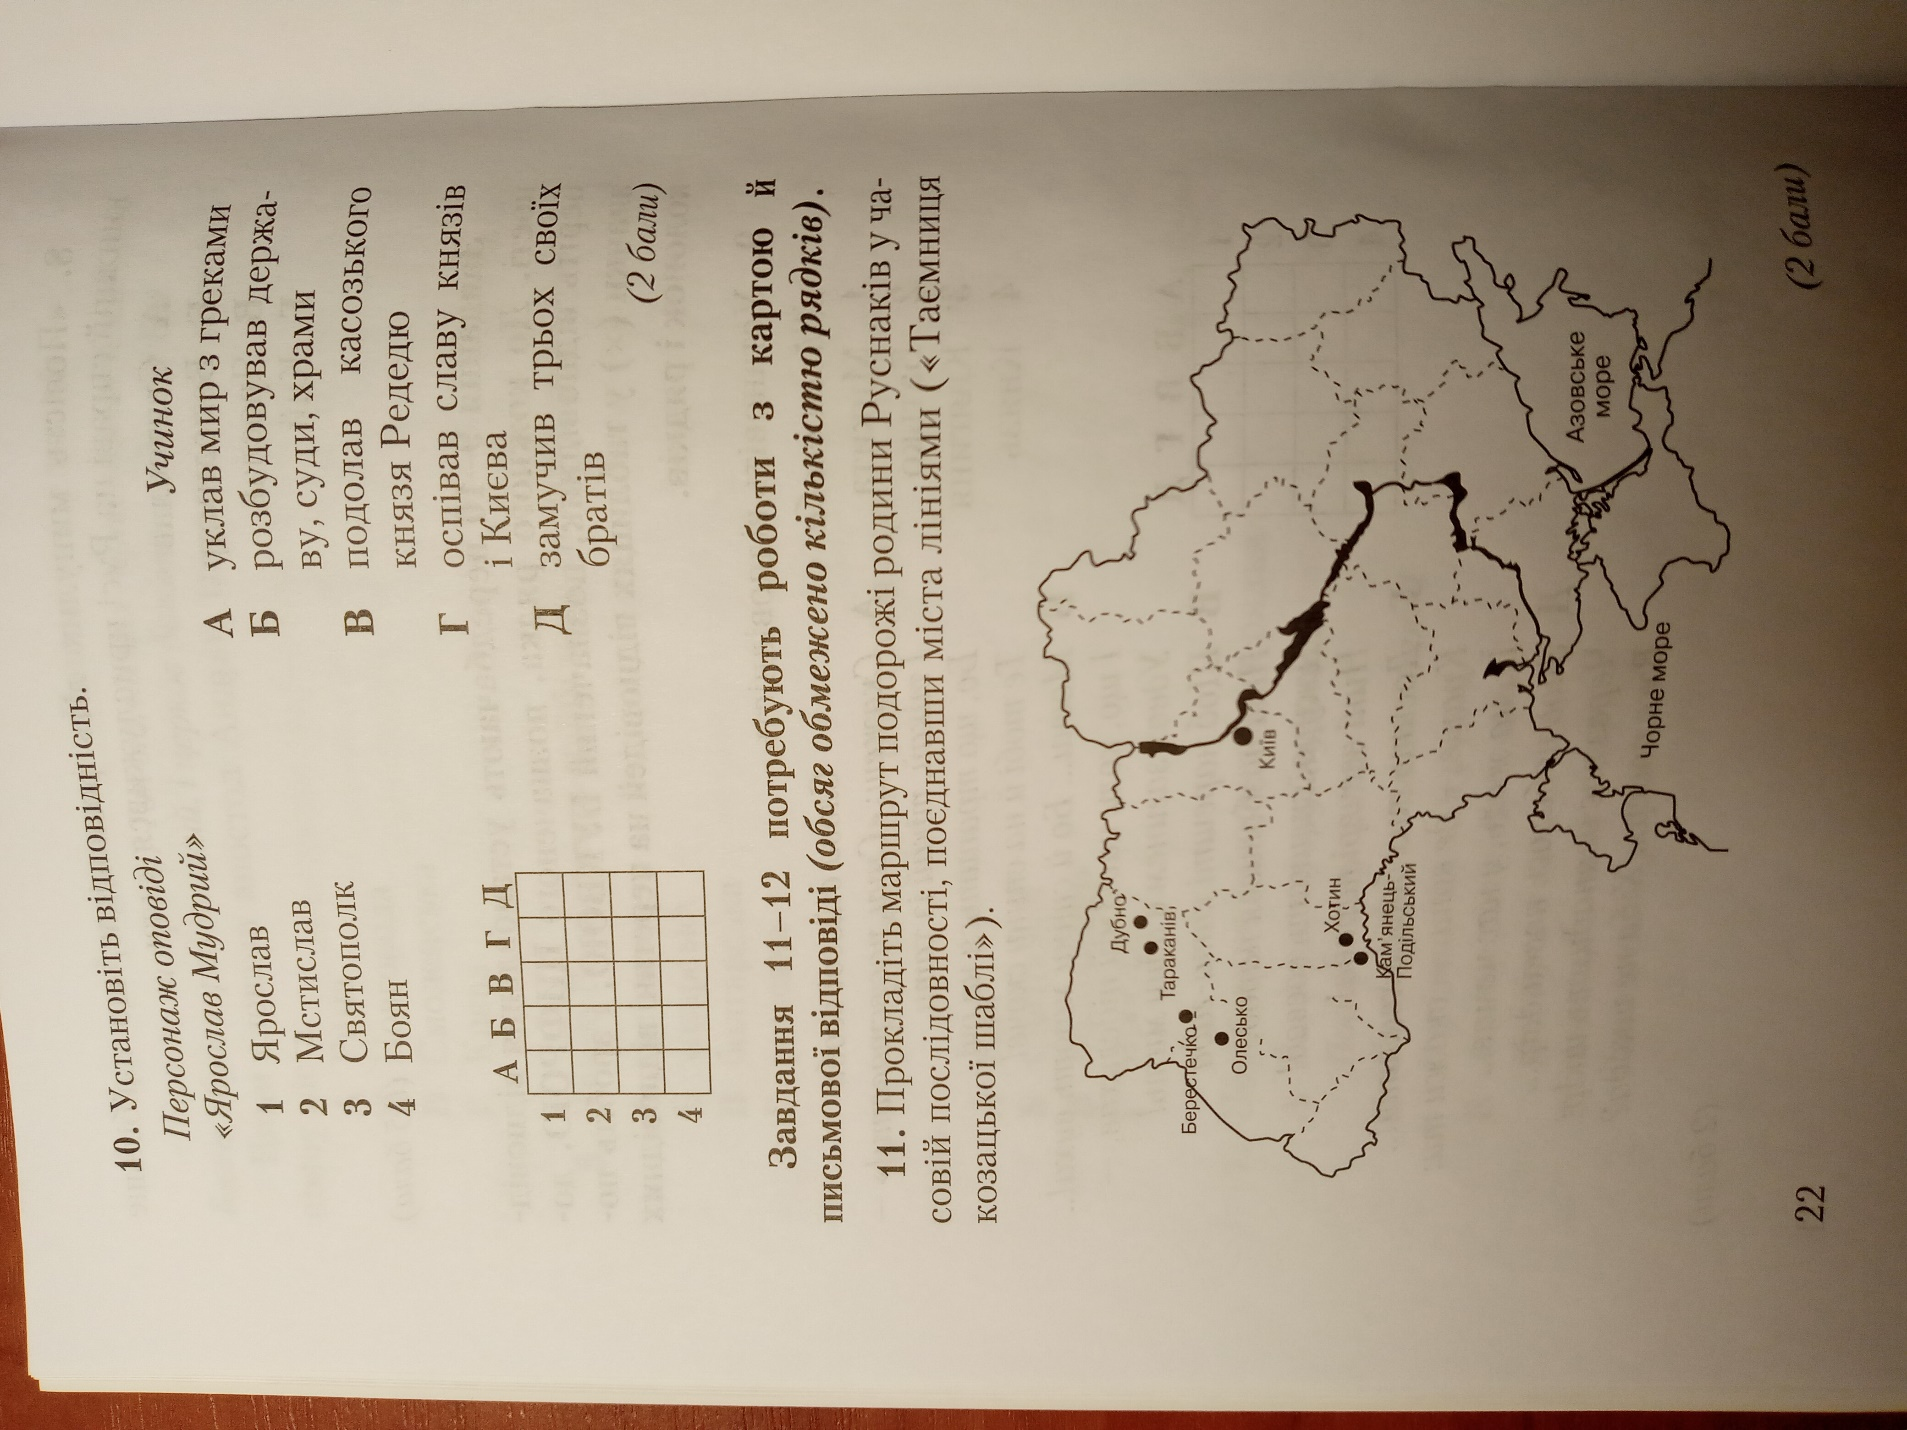 10. Установіть відповідність.
Персонаж оповіді
«Ярослав Мудрий»
1 Ярослав
2 Мстислав
3 Святополк
4 Боян
Учинок
А уклав мир з греками
Б розбудовував держа-
ву, суди, храми
В подолав касозького
князя Редедю
Г оспівав славу князів
і Києва
Д замучив трьох своїх
братів
А Б В Г Д
1
2
3
4
(2 бали)
Завдання 11–12 потребують роботи з картою й
письмової відповіді (обсяг обмежено кількістю рядків).
11. Прокладіть маршрут подорожі родини Руснаків у ча-
совій послідовності, поєднавши міста лініями («Таємниця
козацької шаблі»).
Дубно
Тараканів
Берестечко
Олесько
Київ
Хотин
Кам'янець-
Подільський
Азовське
море
Чорне море
(2 бали)
22